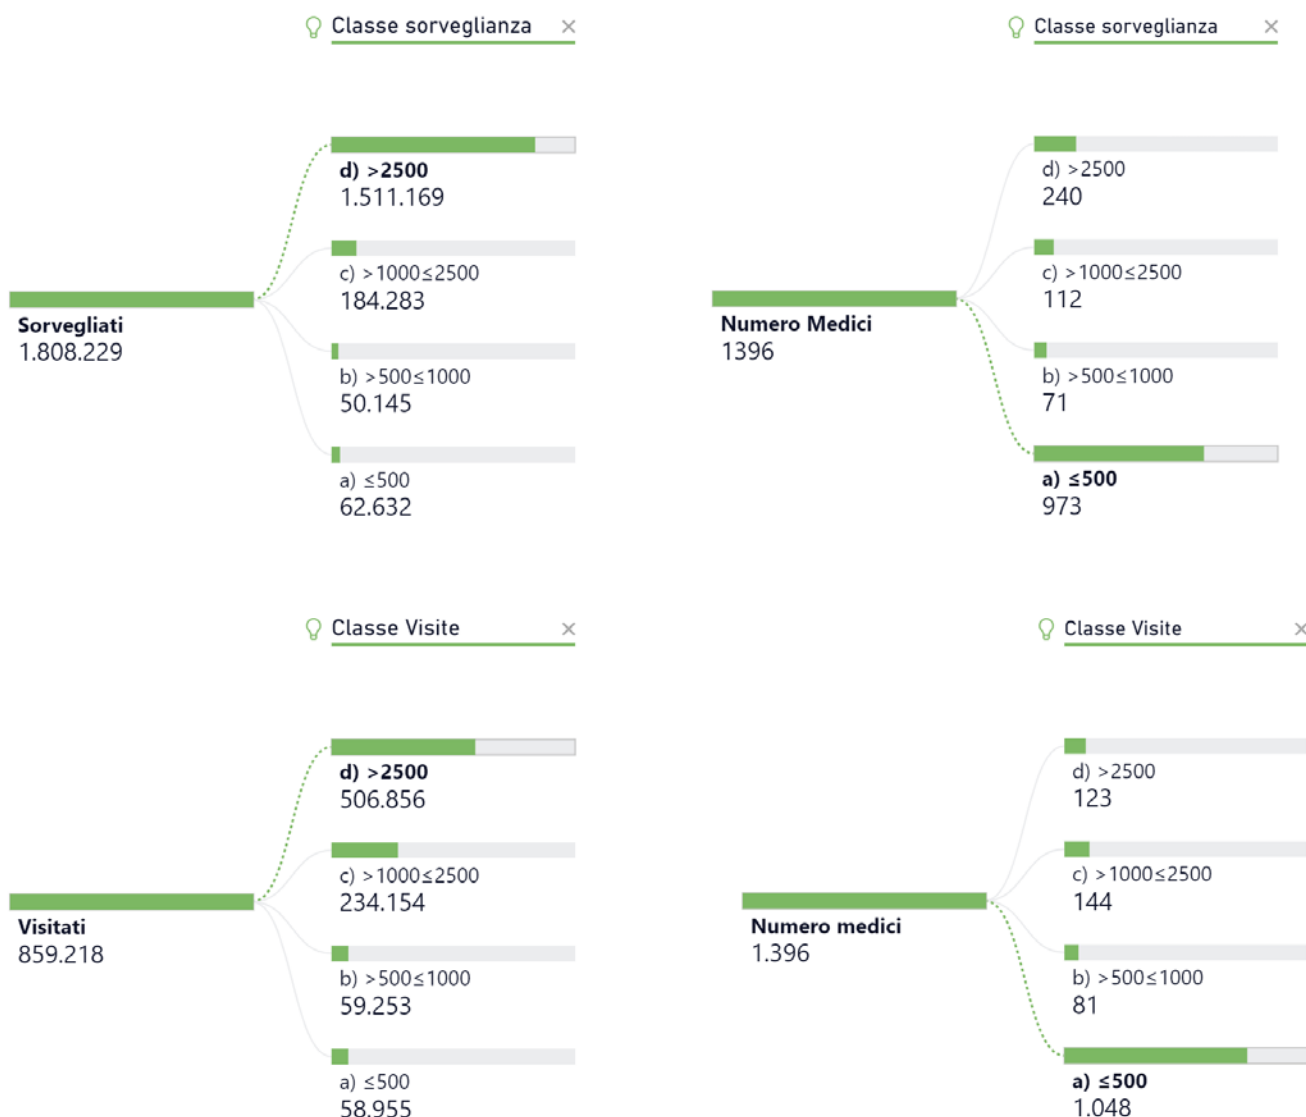 Classe sorveglianza
d) >2500
1.511.169
c) >1000≤2500
184.283
Sorvegliati
1.808.229
b) >500≤1000
50.145
a) ≤500
62.632
Classe sorveglianza
d) >2500
240
c) >1000≤2500
112
Numero Medici
1396
b) >500≤1000
71
a) ≤500
973
Classe Visite
d) >2500
506.856
c) >1000≤2500
234.154
Visitati
859.218
b) >500≤1000
59.253
a) ≤500
58.955
Classe Visite
d) >2500
123
c) >1000≤2500
144
Numero medici
1.396
b) >500≤1000
81
a) ≤500
1.048